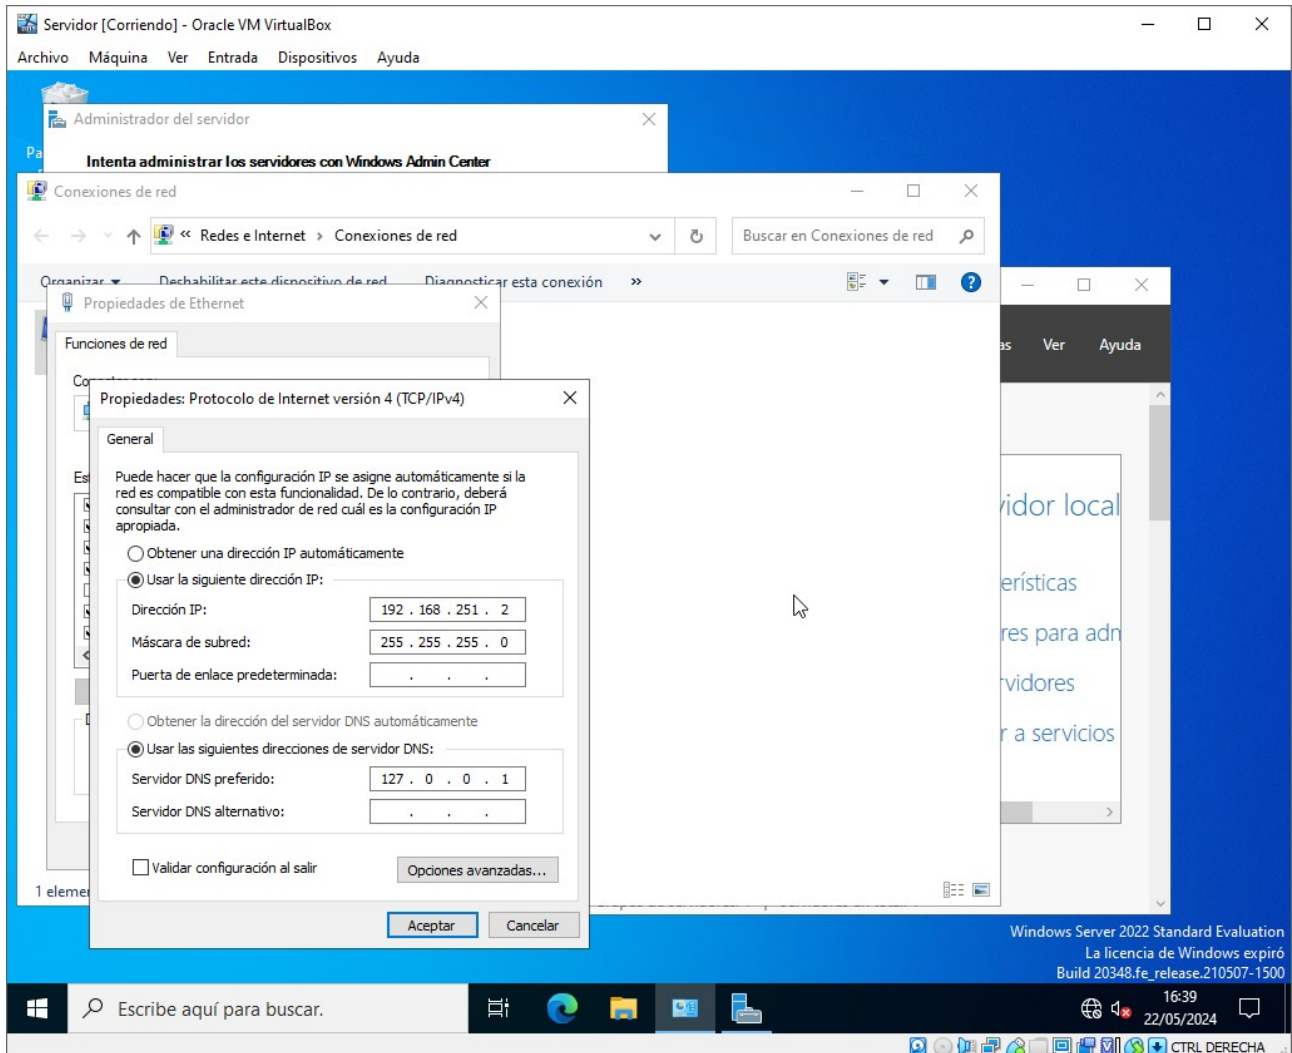 Servidor [Corriendo] - Oracle VM VirtualBox
Archivo Máquina Ver Entrada Dispositivos Ayuda
Administrador del servidor
Intenta administrar los servidores con Windows Admin Center
Conexiones de red
« Redes e Internet › Conexiones de red
Buscar en Conexiones de red
Organizar Deshabilitar este dispositivo de red Diagnosticar esta conexión »
Propiedades de Ethernet
Funciones de red
Ver Ayuda
Propiedades: Protocolo de Internet versión 4 (TCP/IPv4)
General
Puede hacer que la configuración IP se asigne automáticamente si la
red es compatible con esta funcionalidad. De lo contrario, deberá
consultar con el administrador de red cuál es la configuración IP
apropiada.
Obtener una dirección IP automáticamente
Usar la siguiente dirección IP:
Dirección IP: 192 . 168 . 251 . 2
Máscara de subred: 255 . 255 . 255 . 0
Puerta de enlace predeterminada: . . .
Obtener la dirección del servidor DNS automáticamente
Usar las siguientes direcciones de servidor DNS:
Servidor DNS preferido: 127 . 0 . 0 . 1
Servidor DNS alternativo: . . .
Validar configuración al salir
Opciones avanzadas...
Aceptar Cancelar
vidor local
erísticas
res para adn
rvidores
r a servicios
1 elemen
Windows Server 2022 Standard Evaluation
La licencia de Windows expiró
Build 20348.fe_release.210507-1500
Escribe aquí para buscar.
16:39
22/05/2024
CTRL DERECHA